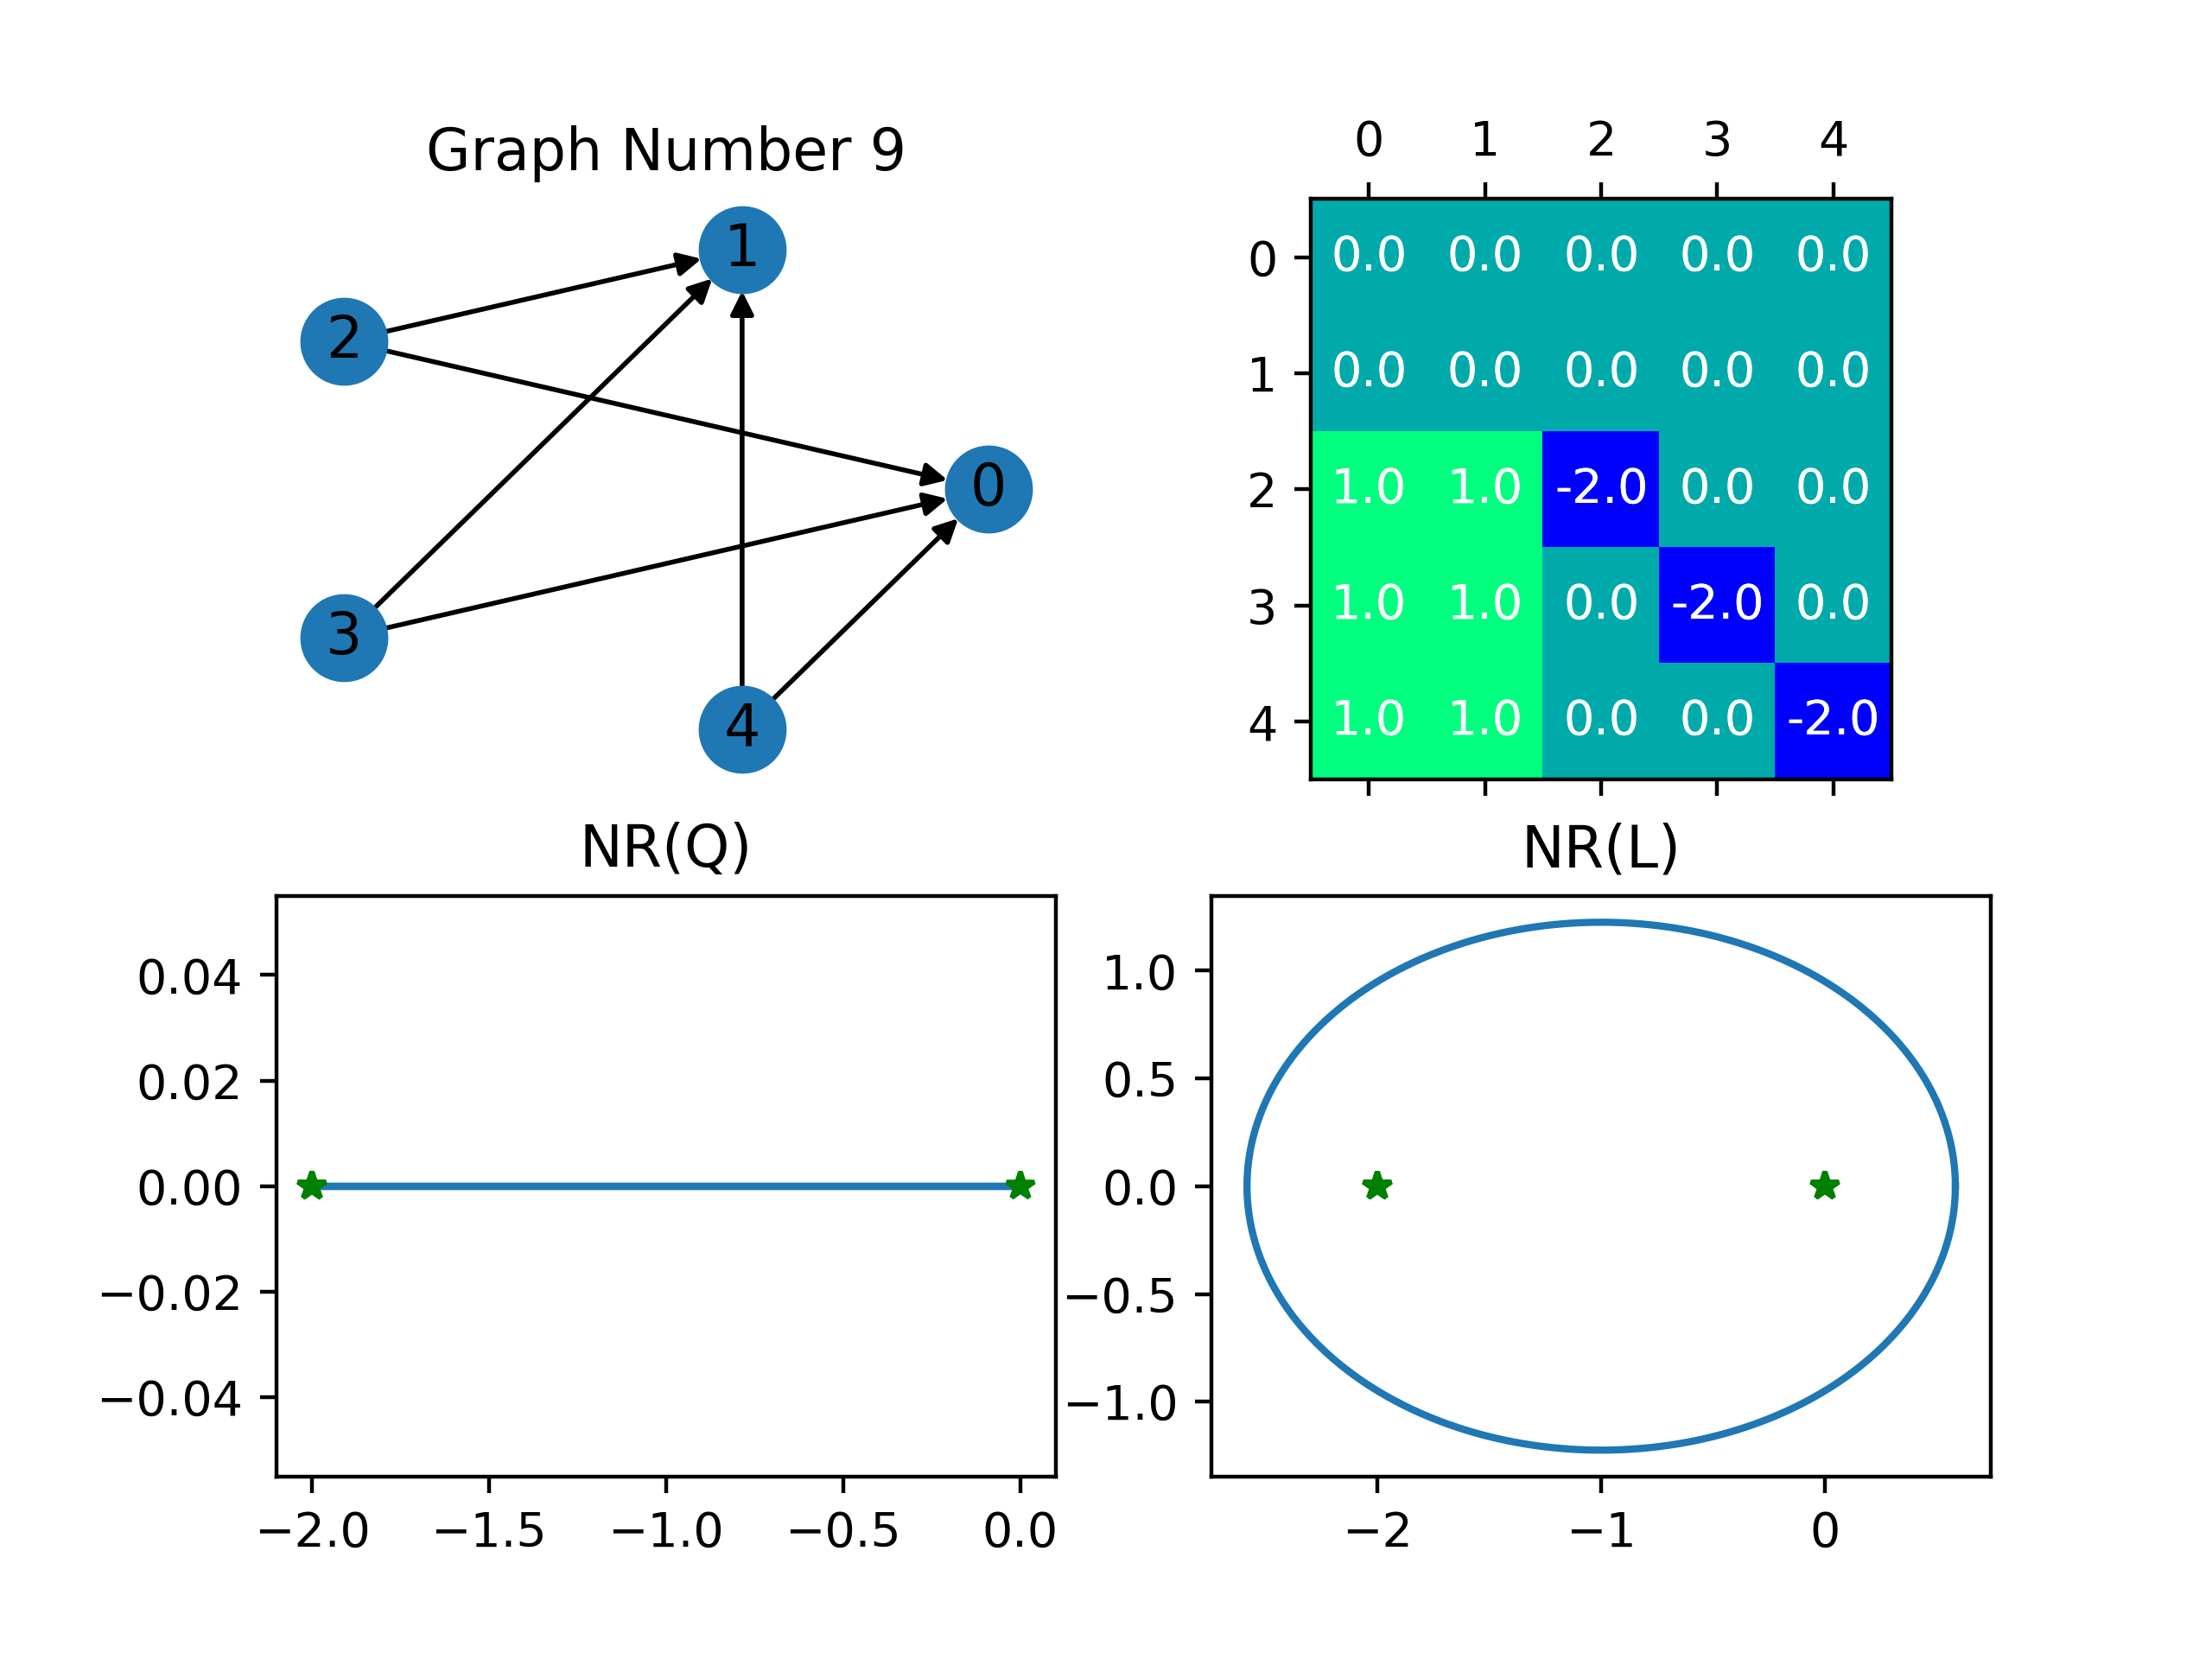 Graph Number 9
1
2
0
3
4
0 1 2 3 4
0 0.0 0.0 0.0 0.0 0.0
1 0.0 0.0 0.0 0.0 0.0
2 1.0 1.0 -2.0 0.0 0.0
3 1.0 1.0 0.0 -2.0 0.0
4 1.0 1.0 0.0 0.0 -2.0
NR(Q)
0.04
0.02
0.00
−0.02
−0.04
−2.0 −1.5 −1.0 −0.5 0.0
NR(L)
1.0
0.5
0.0
−0.5
−1.0
−2 −1 0